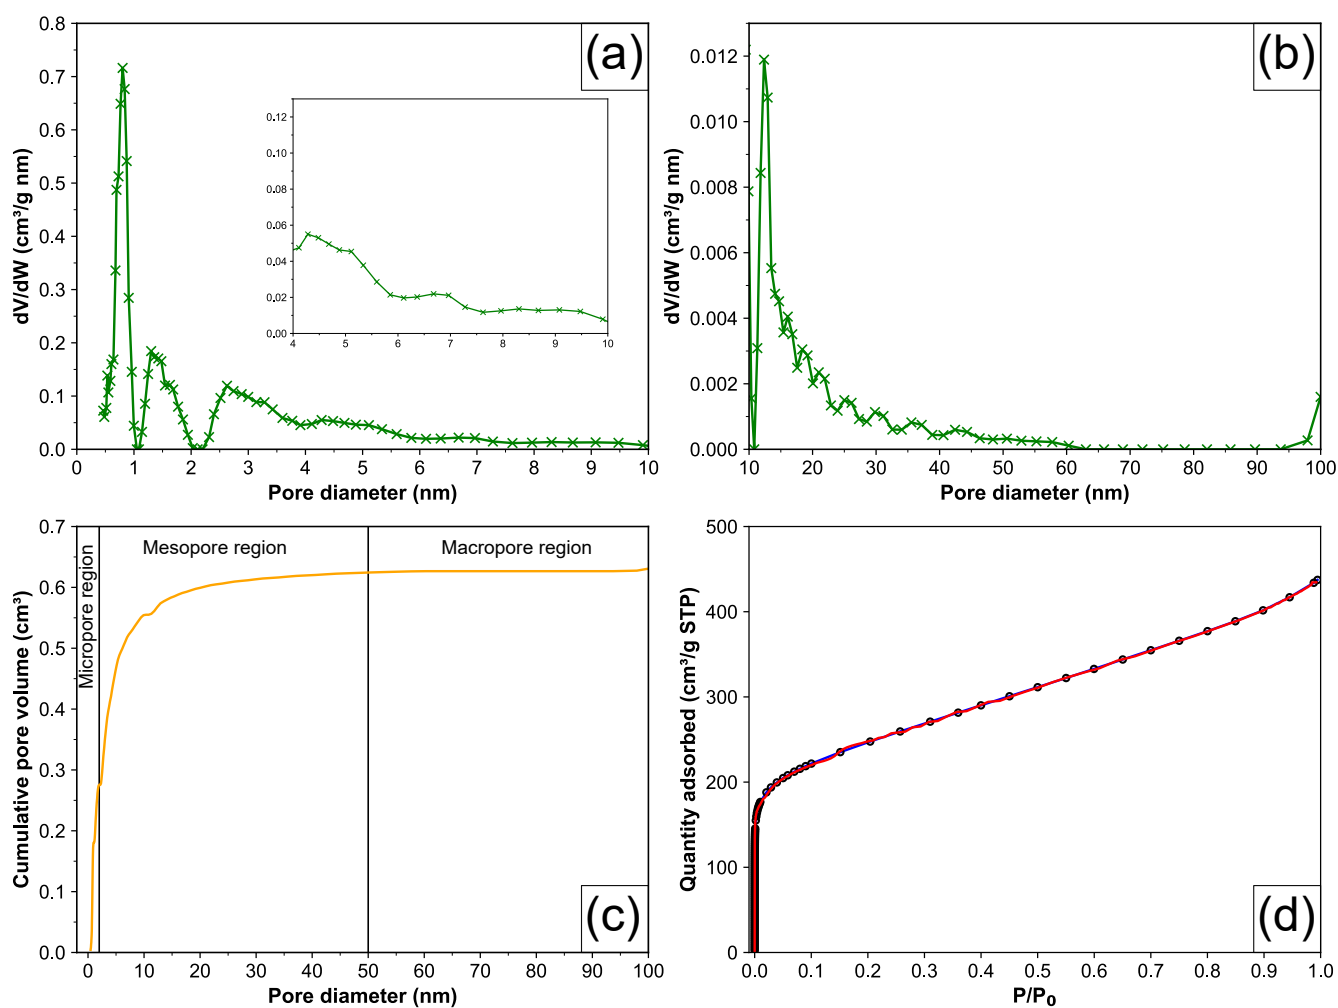 (a)
dV/dW (cm³/g nm)
0.8
0.7
0.6
0.5
0.4
0.3
0.2
0.1
0.0
0 1 2 3 4 5 6 7 8 9 10
Pore diameter (nm)
0.12
0.10
0.08
0.06
0.04
0.02
0.00
4 5 6 7 8 9 10
(b)
dV/dW (cm³/g nm)
0.012
0.010
0.008
0.006
0.004
0.002
0.000
10 20 30 40 50 60 70 80 90 100
Pore diameter (nm)
(c)
Cumulative pore volume (cm³)
0.7
0.6
0.5
0.4
0.3
0.2
0.1
0.0
Micropore region
Mesopore region
Macropore region
0 10 20 30 40 50 60 70 80 90 100
Pore diameter (nm)
(d)
Quantity adsorbed (cm³/g STP)
500
400
300
200
100
0
0.0 0.1 0.2 0.3 0.4 0.5 0.6 0.7 0.8 0.9 1.0
P/P₀